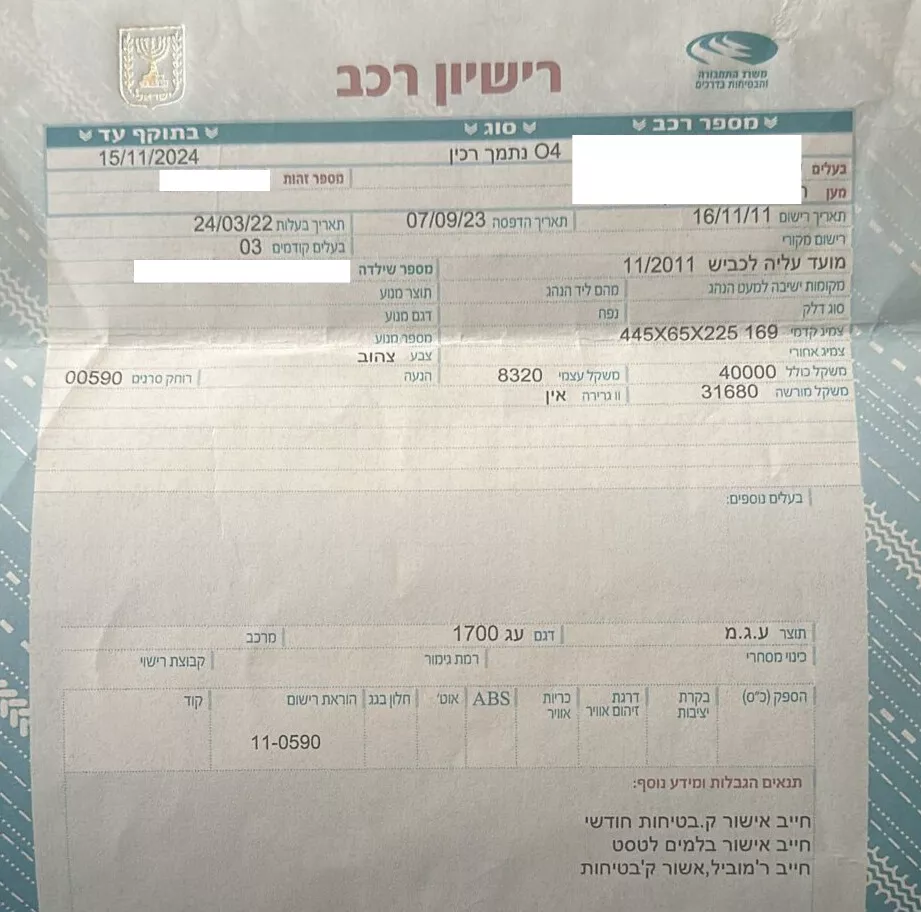 ישראל
רישיון רכב
משרד התחבורה
והבטיחות בדרכים
מספר רכב סוג בתוקף עד
O4 נתמך רכין 15/11/2024
בעלים מספר זהות
מען
תאריך רישום 16/11/11 תאריך הדפסה 07/09/23 תאריך בעלות 24/03/22
רישום מקורי בעלים קודמים 03
מועד עליה לכביש 11/2011 מספר שילדה
מקומות ישיבה למעט הנהג מהם ליד הנהג תוצר מנוע
סוג דלק נפח דגם מנוע
צמיג קדמי 445X65X225 169 מספר מנוע
צמיג אחורי צבע צהוב
משקל כולל 40000 משקל עצמי 8320 הנעה רוחק סרנים 00590
משקל מורשה 31680 וו גרירה אין
בעלים נוספים:
תוצר ע.ג.מ דגם עג 1700 מרכב
כינוי מסחרי רמת גימור קבוצת רישוי
הספק (כ"ס) בקרת יציבות דרגת זיהום אוויר כריות אוויר ABS אוט' חלון בגג הוראת רישום קוד
11-0590
תנאים הגבלות ומידע נוסף:
חייב אישור ק.בטיחות חודשי
חייב אישור בלמים לטסט
חייב ר'מוביל,אשור ק'בטיחות